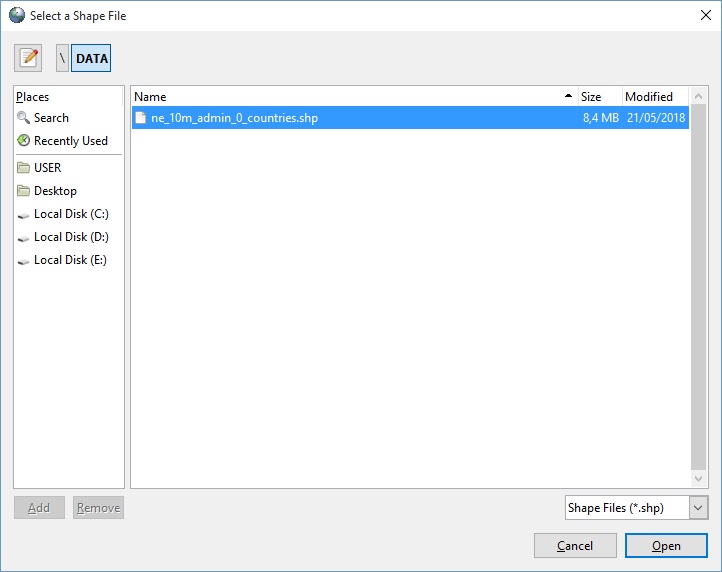 Select a Shape File
\ DATA
Places
Search
Recently Used
USER
Desktop
Local Disk (C:)
Local Disk (D:)
Local Disk (E:)
Name Size Modified
ne_10m_admin_0_countries.shp 8,4 MB 21/05/2018
Add Remove
Shape Files (*.shp)
Cancel Open